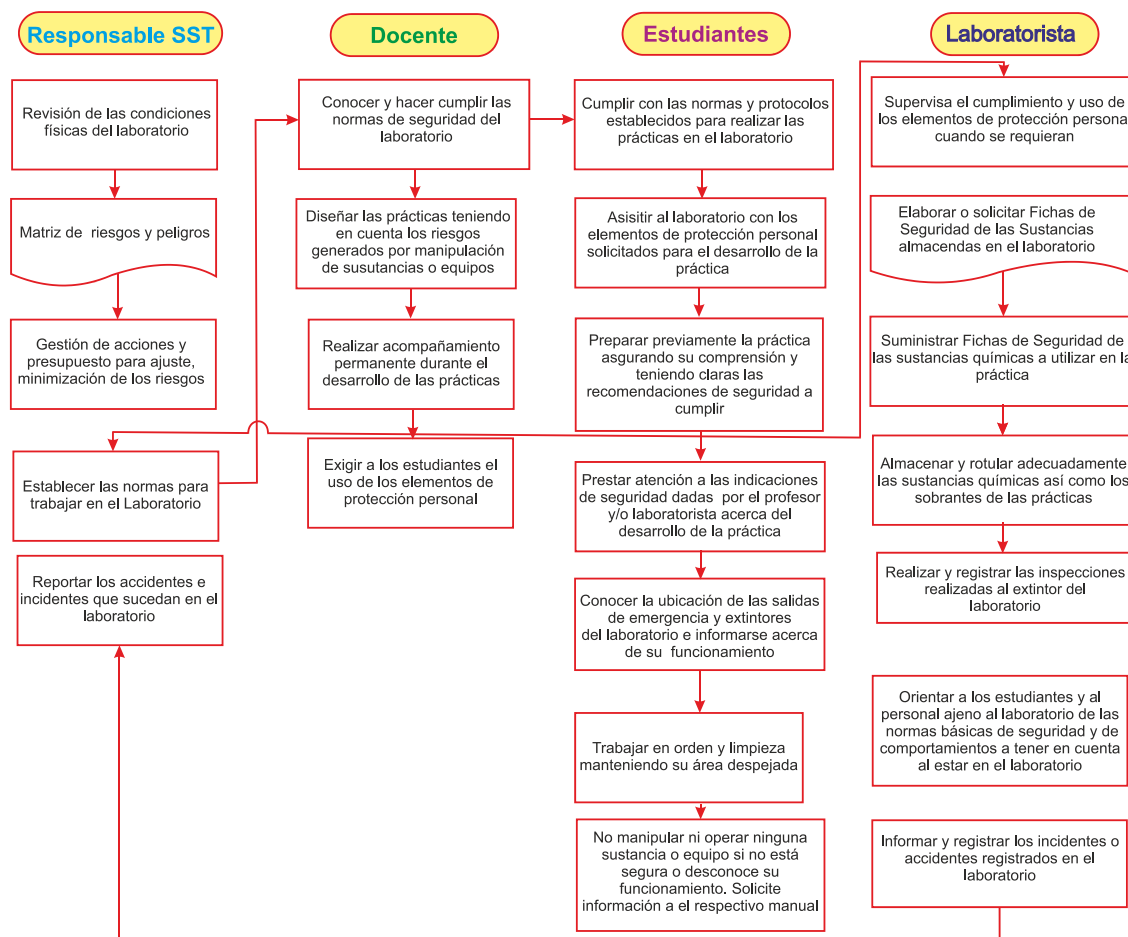 Responsable SST
Docente
Estudiantes
Laboratorista
Revisión de las condiciones
físicas del laboratorio
Matriz de riesgos y peligros
Gestión de acciones y
presupuesto para ajuste,
minimización de los riesgos
Establecer las normas para
trabajar en el Laboratorio
Reportar los accidentes e
incidentes que sucedan en el
laboratorio
Conocer y hacer cumplir las
normas de seguridad del
laboratorio
Diseñar las prácticas teniendo
en cuenta los riesgos
generados por manipulación
de susutancias o equipos
Realizar acompañamiento
permanente durante el
desarrollo de las prácticas
Exigir a los estudiantes el
uso de los elementos de
protección personal
Cumplir con las normas y protocolos
establecidos para realizar las
prácticas en el laboratorio
Asisitir al laboratorio con los
elementos de protección personal
solicitados para el desarrollo de la
práctica
Preparar previamente la práctica
asgurando su comprensión y
teniendo claras las
recomendaciones de seguridad a
cumplir
Prestar atención a las indicaciones
de seguridad dadas por el profesor
y/o laboratorista acerca del
desarrollo de la práctica
Conocer la ubicación de las salidas
de emergencia y extintores
del laboratorio e informarse acerca
de su funcionamiento
Trabajar en orden y limpieza
manteniendo su área despejada
No manipular ni operar ninguna
sustancia o equipo si no está
segura o desconoce su
funcionamiento. Solicite
información a el respectivo manual
Supervisa el cumplimiento y uso de
los elementos de protección persona
cuando se requieran
Elaborar o solicitar Fichas de
Seguridad de las Sustancias
almacendas en el laboratorio
Suministrar Fichas de Seguridad de
las sustancias químicas a utilizar en la
práctica
Almacenar y rotular adecuadamente
las sustancias químicas así como los
sobrantes de las prácticas
Realizar y registrar las inspecciones
realizadas al extintor del
laboratorio
Orientar a los estudiantes y al
personal ajeno al laboratorio de las
normas básicas de seguridad y de
comportamientos a tener en cuenta
al estar en el laboratorio
Informar y registrar los incidentes o
accidentes registrados en el
laboratorio